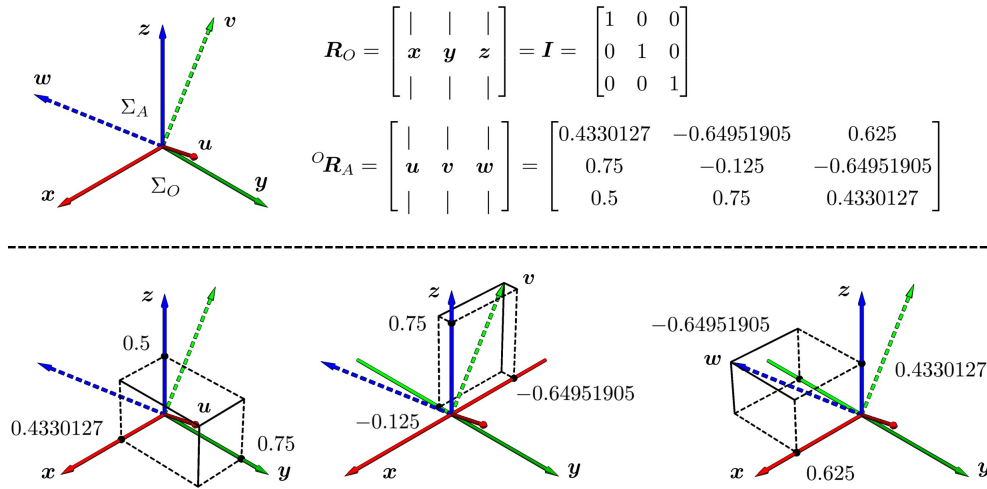 z v
w Σ_A
u
x Σ_O y
R_O = [ | | | ; x y z ; | | | ] = I = [ 1 0 0 ; 0 1 0 ; 0 0 1 ]
^O R_A = [ | | | ; u v w ; | | | ] = [ 0.4330127 −0.64951905 0.625 ; 0.75 −0.125 −0.64951905 ; 0.5 0.75 0.4330127 ]
z
0.5
u
0.4330127 0.75
x y
z v
0.75
−0.64951905
−0.125
x y
z
−0.64951905
w 0.4330127
x 0.625 y